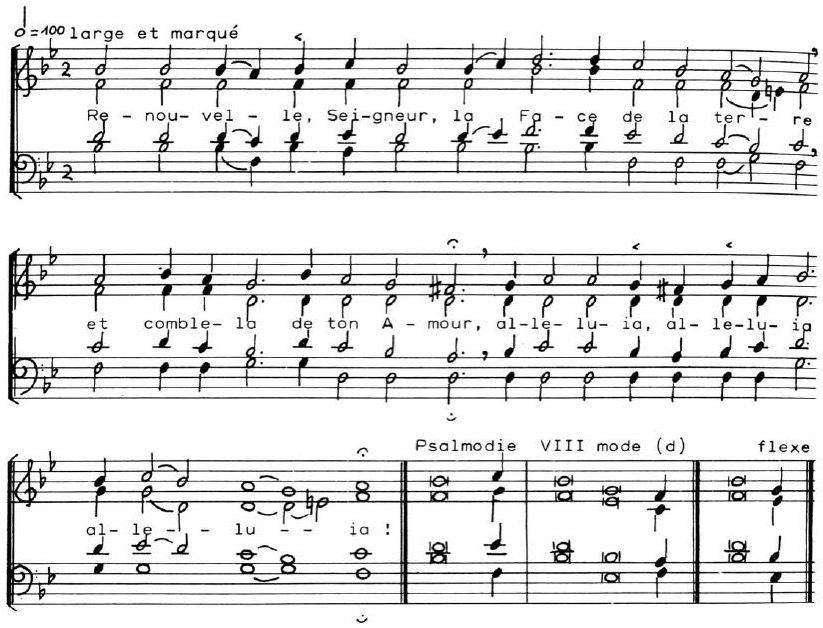 =100 large et marqué
2
Re - nou- vel - le, Sei-gneur, la Fa - ce de la ter - re
2
et comble- la de ton A - mour, al-le- lu- ia, al- le-lu- ia
Psalmodie VIII mode (d) flexe
al- le - - lu - - ia !